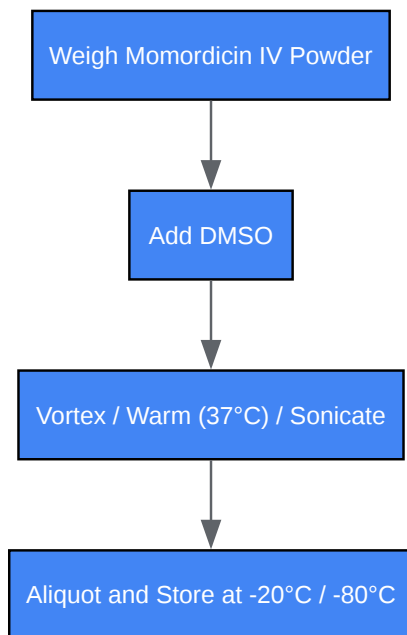 Weigh Momordicin IV Powder
Add DMSO
Vortex / Warm (37°C) / Sonicate
Aliquot and Store at -20°C / -80°C